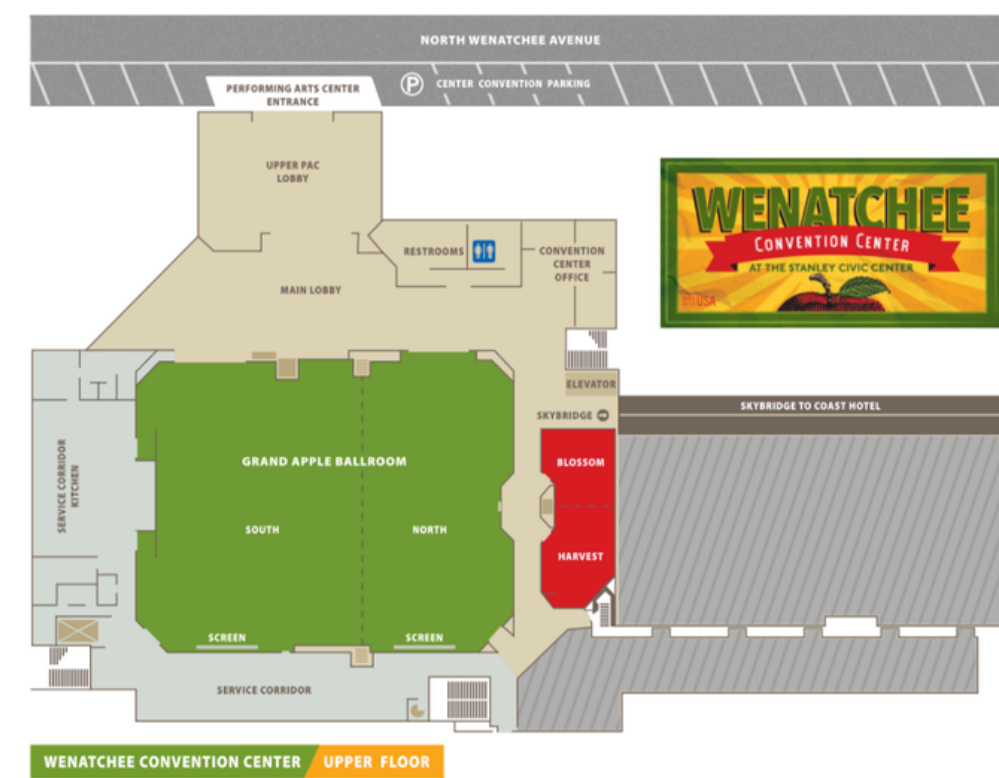 NORTH WENATCHEE AVENUE
PERFORMING ARTS CENTER
ENTRANCE
P
CENTER CONVENTION PARKING
UPPER PAC
LOBBY
RESTROOMS
CONVENTION
CENTER
OFFICE
MAIN LOBBY
WENATCHEE
CONVENTION CENTER
AT THE STANLEY CIVIC CENTER
USA
ELEVATOR
SKYBRIDGE
SKYBRIDGE TO COAST HOTEL
SERVICE CORRIDOR
KITCHEN
GRAND APPLE BALLROOM
SOUTH
NORTH
BLOSSOM
HARVEST
SCREEN
SCREEN
SERVICE CORRIDOR
WENATCHEE CONVENTION CENTER
UPPER FLOOR